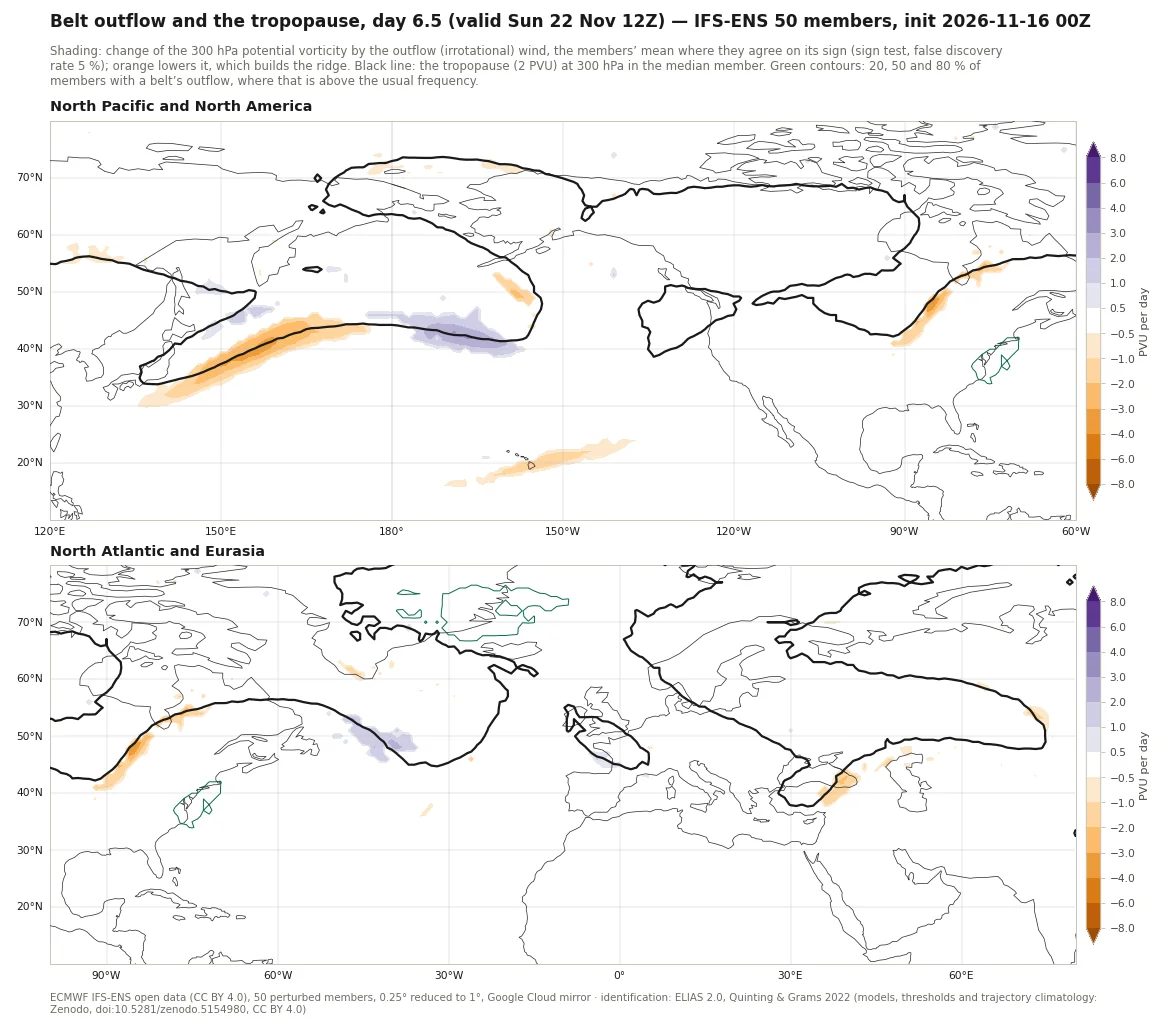 Belt outflow and the tropopause, day 6.5 (valid Sun 22 Nov 12Z) — IFS-ENS 50 members, init 2026-11-16 00Z
Shading: change of the 300 hPa potential vorticity by the outflow (irrotational) wind, the members’ mean where they agree on its sign (sign test, false discovery
rate 5 %); orange lowers it, which builds the ridge. Black line: the tropopause (2 PVU) at 300 hPa in the median member. Green contours: 20, 50 and 80 % of
members with a belt’s outflow, where that is above the usual frequency.
North Pacific and North America
70°N
60°N
50°N
40°N
30°N
20°N
120°E
150°E
180°
150°W
120°W
90°W
60°W
8.0
6.0
4.0
3.0
2.0
1.0
0.5
−0.5
−1.0
−2.0
−3.0
−4.0
−6.0
−8.0
PVU per day
North Atlantic and Eurasia
70°N
60°N
50°N
40°N
30°N
20°N
90°W
60°W
30°W
0°
30°E
60°E
8.0
6.0
4.0
3.0
2.0
1.0
0.5
−0.5
−1.0
−2.0
−3.0
−4.0
−6.0
−8.0
PVU per day
ECMWF IFS-ENS open data (CC BY 4.0), 50 perturbed members, 0.25° reduced to 1°, Google Cloud mirror · identification: ELIAS 2.0, Quinting & Grams 2022 (models, thresholds and trajectory climatology:
Zenodo, doi:10.5281/zenodo.5154980, CC BY 4.0)